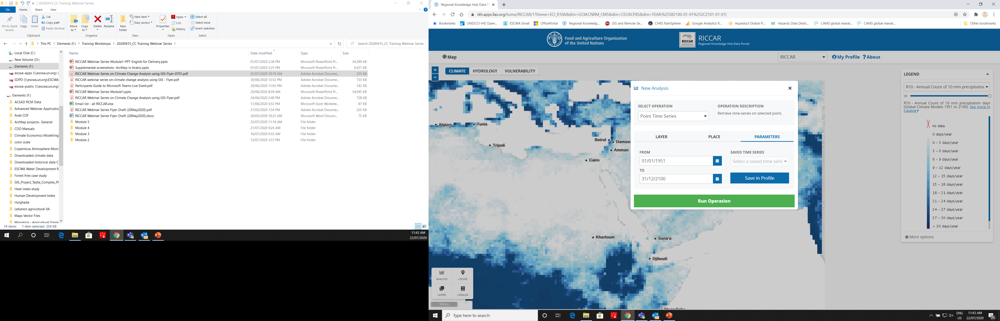 20200415_CC Training Webinar Series
File Home Share View
Pin to Quick access
Copy
Paste
Cut
Copy path
Paste shortcut
Move to
Copy to
Delete
Rename
New folder
New item
Easy access
Properties
Open
Edit
History
Select all
Select none
Invert selection
Clipboard Organise New Open Select
This PC > Elements (F:) > Training Workshops > 20200415_CC Training Webinar Series >
Search 20200415_CC Training Webinar Series
Local Disk (C:)
New Volume (D:)
Elements (F:)
escwa-apps (\\escwa.un.org) (
SDPD (\\escwa.un.org\ESCWA
escwa-public (\\escwa.un.org)
Elements (F:)
ACSAD RCM Data
Advanced Webinar Applicatio
Arab COF
ArcMap projects- General
CDO Manuals
Climate Economics Modelling
color scale
Copernicus Atmosphere Moni
Downloaded climate data
Downloaded historical data C
ESCWA Water Development R
Forest fires case study
GIS_Project_Tadla_Complex_Ph
Heat index study
Human Development Index
Hurghada
Lebanon agricultural VA
Maps Vector Files
Migration - Agricultural Emplo
Name Date modified Type Size
RICCAR Webinar Series-Module1-PPT-English for Delivery.pptx 01/07/2020 2:38 PM Microsoft PowerPoint Pr... 34,289 KB
Supplemental screenshots- ArcMap in Arabic.pptx 01/07/2020 2:25 PM Microsoft PowerPoint Pr... 9,421 KB
RICCAR Webinar Series on Climate Change Analysis using GIS-Flyer-0701.pdf 01/07/2020 10:19 AM Adobe Acrobat Docume... 255 KB
RICCAR webinar series on climate change analysis using GIS - Flyer.pdf 30/06/2020 12:52 PM Adobe Acrobat Docume... 735 KB
Participants Guide to Microsoft Teams Live Event.pdf 29/06/2020 11:03 PM Adobe Acrobat Docume... 142 KB
RICCAR Webinar Series-Module1.pptx 29/06/2020 8:59 AM Microsoft PowerPoint Pr... 34,045 KB
RICCAR Webinar Series on Climate Change Analysis using GIS-Flyer.pdf 24/06/2020 2:40 PM Adobe Acrobat Docume... 728 KB
Email list - all RICCAR.xlsx 17/06/2020 5:53 PM Microsoft Excel Workshe... 87 KB
RICCAR Webinar Series Flyer-Draft (20May2020).pdf 27/05/2020 1:54 PM Adobe Acrobat Docume... 225 KB
RICCAR Webinar Series Flyer-Draft (20May2020).docx 20/05/2020 10:23 AM Microsoft Word Docum... 75 KB
Module 5 22/07/2020 11:16 AM File folder
Module 4 21/07/2020 9:24 AM File folder
Module 3 16/07/2020 9:55 AM File folder
Module 2 13/07/2020 3:57 PM File folder
14 items 1 item selected 254 KB
11:43 AM
22/07/2020
Regional Knowledge Hub Data P
rkh.apps.fao.org/home/RICCAR/1?theme=ECI_R10A&dim=GCM:CNRM_CM5&dim=CES:RCP85&dim=YEAR:%255B2100-01-01%252C2101-01-01)
Bookmarks UNESCO-IHE Open... ESCWA Email OfficePortal Regional Knowledg... GIS and Remote Se... CHRS RainSphere Google Analytics R... Aqueduct Global Fl... Hazards Data Distri... CAMS global reanal... CAMS global reanal... Other bookmarks
FAO
Food and Agriculture Organization
of the United Nations
RICCAR
RICCAR
Regional Knowledge Hub Data Portal
Map
RICCAR
My Profile ? About
CLIMATE HYDROLOGY VULNERABILITY
Algiers
Tunis
Tripoli
Beirut
Damasc
Amman
Cairo
Khartoum
Sana'a
Djibouti
New Analysis
SELECT OPERATION
Point Time Series
OPERATION DESCRIPTION
Retrieve time-series on selected point.
LAYER PLACE PARAMETERS
FROM
01/01/1951
TO
31/12/2100
SAVED TIME SERIES
Select a saved time serie
Save in Profile
Run Operation
LEGEND
R10 - Annual Count of 10 mm precipitation
R10 - Annual Count of 10 mm precipitation days
(Global Climate Models 1951 to 2100). See more in
Catalog
no data
0 days/year
0 – 3 days/year
3 – 6 days/year
6 – 9 days/year
9 – 12 days/year
12 – 15 days/year
15 – 18 days/year
18 – 21 days/year
21 – 24 days/year
24 – 27 days/year
27 – 30 days/year
> 30 days/year
More options
ANALYSIS LOCATE
LAYERS CATALOG
500 km
Type here to search
ENG
US
11:43 AM
22/07/2020
25